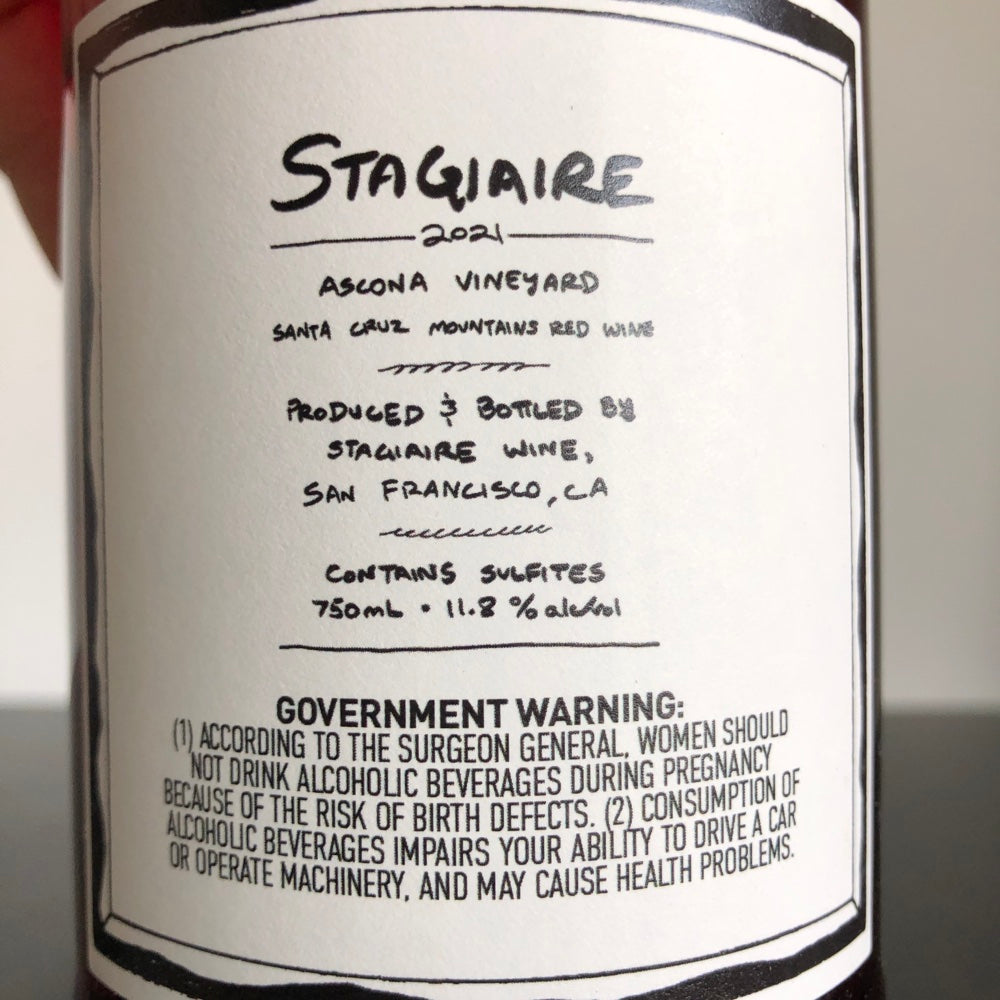 STAGIAIRE
2021
ASCONA VINEYARD
SANTA CRUZ MOUNTAINS RED WINE
PRODUCED & BOTTLED BY
STAGIAIRE WINE,
SAN FRANCISCO, CA
CONTAINS SULFITES
750mL • 11.8 % alcohol
GOVERNMENT WARNING:
(1) ACCORDING TO THE SURGEON GENERAL, WOMEN SHOULD
NOT DRINK ALCOHOLIC BEVERAGES DURING PREGNANCY
BECAUSE OF THE RISK OF BIRTH DEFECTS. (2) CONSUMPTION OF
ALCOHOLIC BEVERAGES IMPAIRS YOUR ABILITY TO DRIVE A CAR
OR OPERATE MACHINERY, AND MAY CAUSE HEALTH PROBLEMS.